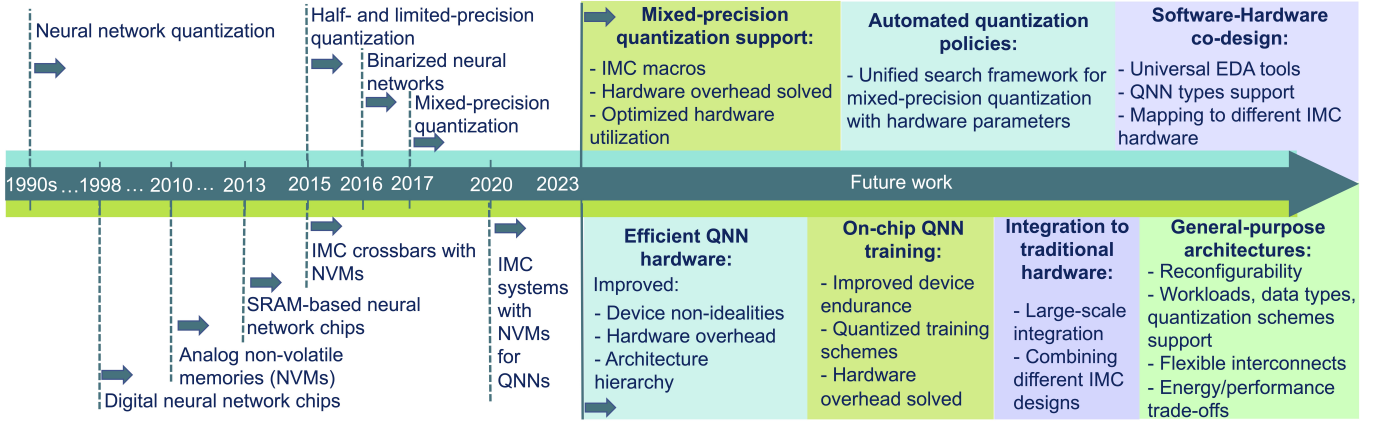 Neural network quantization
Half- and limited-precision
quantization
Binarized neural
networks
Mixed-precision
quantization
Mixed-precision
quantization support:
- IMC macros
- Hardware overhead solved
- Optimized hardware
utilization
Automated quantization
policies:
- Unified search framework for
mixed-precision quantization
with hardware parameters
Software-Hardware
co-design:
- Universal EDA tools
- QNN types support
- Mapping to different IMC
hardware
1990s ... 1998 ... 2010 ... 2013 2015 2016 2017 2020 2023 Future work
Digital neural network chips
Analog non-volatile
memories (NVMs)
SRAM-based neural
network chips
IMC crossbars with
NVMs
IMC
systems
with
NVMs
for
QNNs
Efficient QNN
hardware:
Improved:
- Device non-idealities
- Hardware overhead
- Architecture
hierarchy
On-chip QNN
training:
- Improved device
endurance
- Quantized training
schemes
- Hardware
overhead solved
Integration to
traditional
hardware:
- Large-scale
integration
- Combining
different IMC
designs
General-purpose
architectures:
- Reconfigurability
- Workloads, data types,
quantization schemes
support
- Flexible interconnects
- Energy/performance
trade-offs